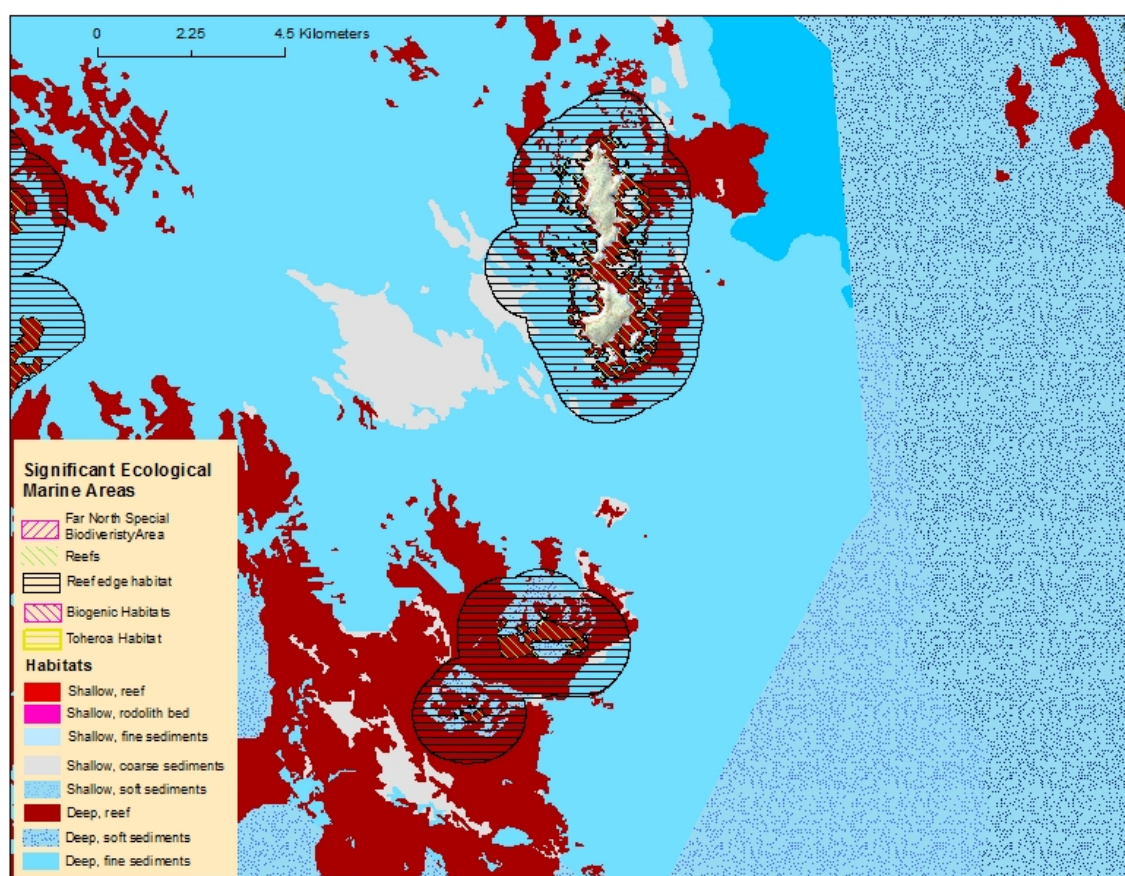 0 2.25 4.5 Kilometers
Significant Ecological
Marine Areas
Far North Special
BiodiveristyArea
Reefs
Reef edge habitat
Biogenic Habitats
Toheroa Habitat
Habitats
Shallow, reef
Shallow, rodolith bed
Shallow, fine sediments
Shallow, coarse sediments
Shallow, soft sediments
Deep, reef
Deep, soft sediments
Deep, fine sediments